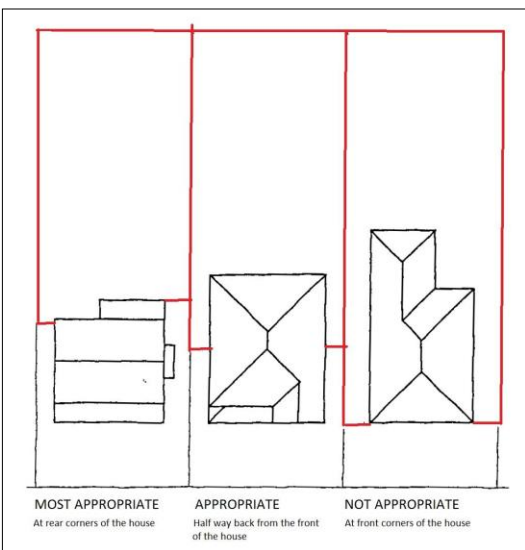 MOST APPROPRIATE
At rear corners of the house
APPROPRIATE
Half way back from the front
of the house
NOT APPROPRIATE
At front corners of the house